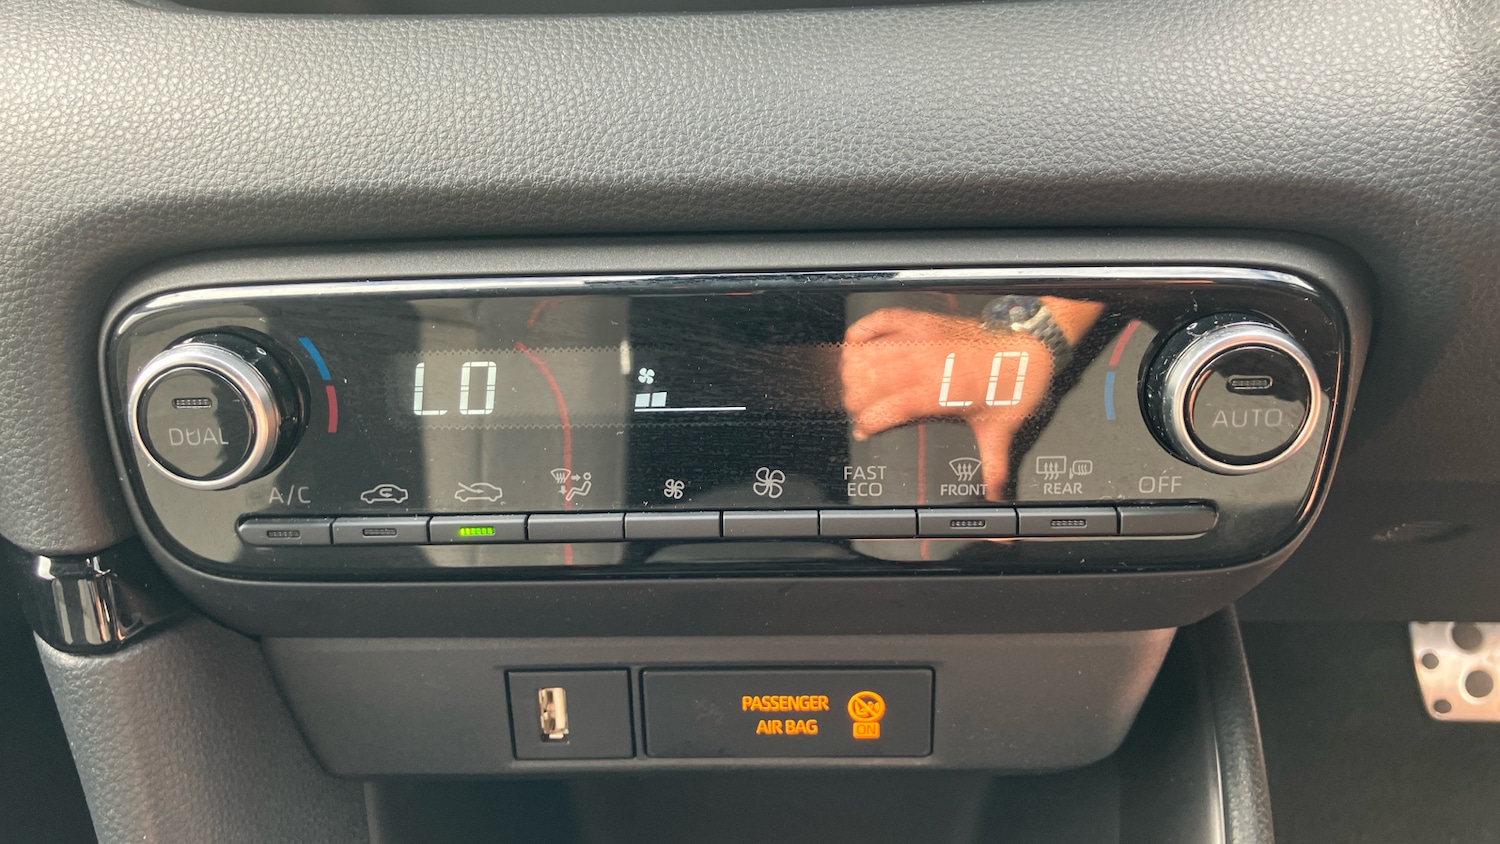 LO
LO
DUAL
AUTO
A/C
FAST
ECO
FRONT
REAR
OFF
PASSENGER
AIR BAG
ON